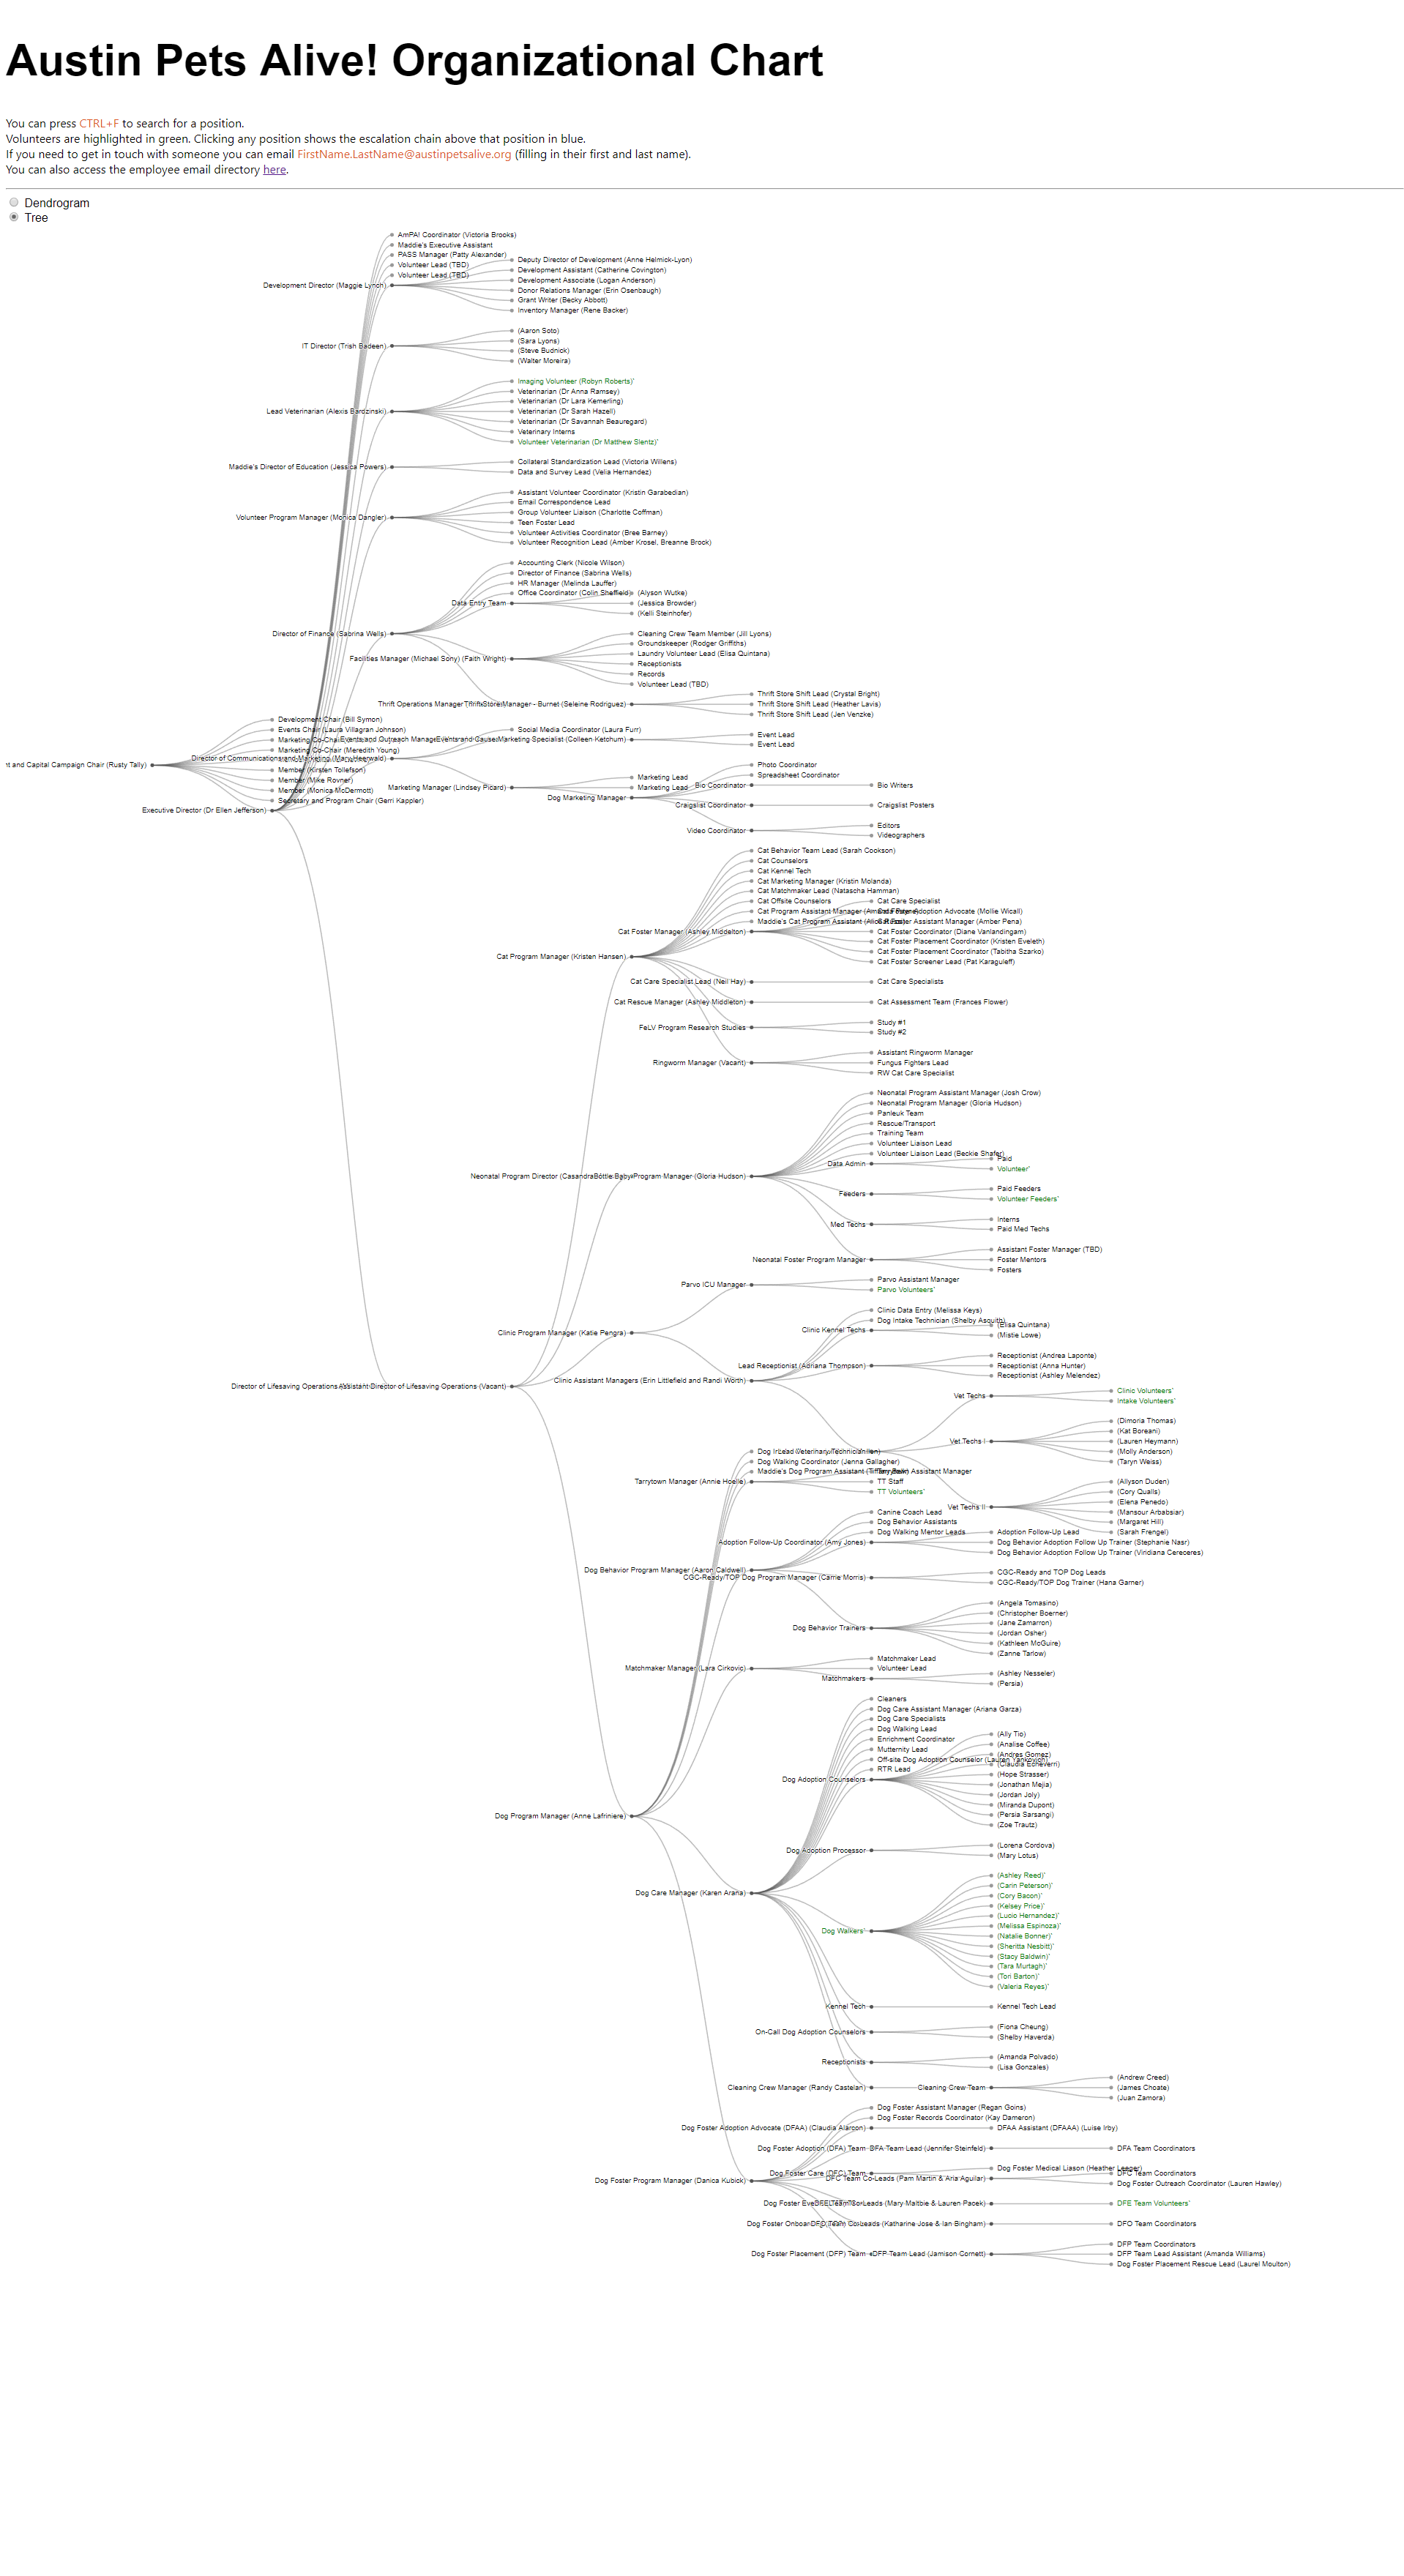 Austin Pets Alive! Organizational Chart
You can press CTRL+F to search for a position.
Volunteers are highlighted in green. Clicking any position shows the escalation chain above that position in blue.
If you need to get in touch with someone you can email FirstName.LastName@austinpetsalive.org (filling in their first and last name).
You can also access the employee email directory here.
Dendrogram
Tree
AmPA! Coordinator (Victoria Brooks)
Maddie's Executive Assistant
PASS Manager (Patty Alexander)
Volunteer Lead (TBD)
Volunteer Lead (TBD)
Development Director (Maggie Lynch)
Deputy Director of Development (Anne Helmick-Lyon)
Development Assistant (Catherine Covington)
Development Associate (Logan Anderson)
Donor Relations Manager (Erin Osenbaugh)
Grant Writer (Becky Abbott)
Inventory Manager (Rene Backer)
IT Director (Trish Badeen)
(Aaron Soto)
(Sara Lyons)
(Steve Budnick)
(Walter Moreira)
Lead Veterinarian (Alexis Bardzinski)
Imaging Volunteer (Robyn Roberts)'
Veterinarian (Dr Anna Ramsey)
Veterinarian (Dr Lara Kemerling)
Veterinarian (Dr Sarah Hazell)
Veterinarian (Dr Savannah Beauregard)
Veterinary Interns
Volunteer Veterinarian (Dr Matthew Slentz)'
Maddie's Director of Education (Jessica Powers)
Collateral Standardization Lead (Victoria Willens)
Data and Survey Lead (Velia Hernandez)
Volunteer Program Manager (Monica Dangler)
Assistant Volunteer Coordinator (Kristin Garabedian)
Email Correspondence Lead
Group Volunteer Liaison (Charlotte Coffman)
Teen Foster Lead
Volunteer Activities Coordinator (Bree Barney)
Volunteer Recognition Lead (Amber Krosel, Breanne Brock)
Accounting Clerk (Nicole Wilson)
Director of Finance (Sabrina Wells)
HR Manager (Melinda Lauffer)
Office Coordinator (Colin Sheffield)
Data Entry Team
(Alyson Wutke)
(Jessica Browder)
(Kelli Steinhofer)
Director of Finance (Sabrina Wells)
Facilities Manager (Michael Sony) (Faith Wright)
Cleaning Crew Team Member (Jill Lyons)
Groundskeeper (Rodger Griffiths)
Laundry Volunteer Lead (Elisa Quintana)
Receptionists
Records
Volunteer Lead (TBD)
Thrift Operations Manager
Thrift Store Manager - Burnet (Seleine Rodriguez)
Thrift Store Shift Lead (Crystal Bright)
Thrift Store Shift Lead (Heather Lavis)
Thrift Store Shift Lead (Jen Venzke)
nt and Capital Campaign Chair (Rusty Tally)
Development Chair (Bill Symon)
Events Chair (Laura Villagran Johnson)
Marketing Co-Chair
Marketing Co-Chair (Meredith Young)
Member (Kirsten Tollefson)
Member (Mike Rovner)
Member (Monica McDermott)
Secretary and Program Chair (Gerri Kappler)
Executive Director (Dr Ellen Jefferson)
Director of Communications and Marketing (Mary Heerwald)
Social Media Coordinator (Laura Furr)
Events and Outreach Manager
Events and Cause Marketing Specialist (Colleen Ketchum)
Event Lead
Event Lead
Marketing Manager (Lindsey Picard)
Marketing Lead
Marketing Lead
Dog Marketing Manager
Photo Coordinator
Spreadsheet Coordinator
Bio Coordinator
Bio Writers
Craigslist Coordinator
Craigslist Posters
Video Coordinator
Editors
Videographers
Cat Program Manager (Kristen Hansen)
Cat Behavior Team Lead (Sarah Cookson)
Cat Counselors
Cat Kennel Tech
Cat Marketing Manager (Kristin Molanda)
Cat Matchmaker Lead (Natascha Hamman)
Cat Offsite Counselors
Cat Program Assistant Manager
Maddie's Cat Program Assistant
Cat Foster Manager (Ashley Middelton)
Cat Care Specialist
Cat Foster Adoption Advocate (Mollie Wicall)
Cat Foster Assistant Manager (Amber Pena)
Cat Foster Coordinator (Diane Vanlandingam)
Cat Foster Placement Coordinator (Kristen Eveleth)
Cat Foster Placement Coordinator (Tabitha Szarko)
Cat Foster Screener Lead (Pat Karaguleff)
Cat Care Specialist Lead (Neil Hay)
Cat Care Specialists
Cat Rescue Manager (Ashley Middleton)
Cat Assessment Team (Frances Flower)
FeLV Program Research Studies
Study #1
Study #2
Ringworm Manager (Vacant)
Assistant Ringworm Manager
Fungus Fighters Lead
RW Cat Care Specialist
Neonatal Program Director (Casandra
Bottle Baby Program Manager (Gloria Hudson)
Neonatal Program Assistant Manager (Josh Crow)
Neonatal Program Manager (Gloria Hudson)
Panleuk Team
Rescue/Transport
Training Team
Volunteer Liaison Lead
Volunteer Liaison Lead (Beckie Shafer)
Data Admin
Paid
Volunteer'
Feeders
Paid Feeders
Volunteer Feeders'
Med Techs
Interns
Paid Med Techs
Neonatal Foster Program Manager
Assistant Foster Manager (TBD)
Foster Mentors
Fosters
Clinic Program Manager (Katie Pengra)
Parvo ICU Manager
Parvo Assistant Manager
Parvo Volunteers'
Clinic Assistant Managers (Erin Littlefield and Randi Worth)
Clinic Data Entry (Melissa Keys)
Dog Intake Technician (Shelby Asquith)
Clinic Kennel Techs
(Elisa Quintana)
(Mistie Lowe)
Lead Receptionist (Adriana Thompson)
Receptionist (Andrea Laponte)
Receptionist (Anna Hunter)
Receptionist (Ashley Melendez)
Director of Lifesaving Operations
Assistant Director of Lifesaving Operations (Vacant)
Lead Veterinary Technician
Vet Techs
Clinic Volunteers'
Intake Volunteers'
Vet Techs I
(Dimoria Thomas)
(Kat Boreani)
(Lauren Heymann)
(Molly Anderson)
(Taryn Weiss)
Vet Techs II
(Allyson Duden)
(Cory Qualls)
(Elena Penedo)
(Mansour Arbabsiar)
(Margaret Hill)
(Sarah Frengel)
Dog Walking Coordinator (Jenna Gallagher)
Maddie's Dog Program Assistant
Tarrytown Manager (Annie Hoelle)
Tarrytown Assistant Manager
TT Staff
TT Volunteers'
Dog Behavior Program Manager (Aaron Caldwell)
Canine Coach Lead
Dog Behavior Assistants
Dog Walking Mentor Leads
Adoption Follow-Up Coordinator (Amy Jones)
Adoption Follow-Up Lead
Dog Behavior Adoption Follow Up Trainer (Stephanie Nasr)
Dog Behavior Adoption Follow Up Trainer (Viridiana Cereceres)
CGC-Ready/TOP Dog Program Manager (Carrie Morris)
CGC-Ready and TOP Dog Leads
CGC-Ready/TOP Dog Trainer (Hana Garner)
Dog Behavior Trainers
(Angela Tomasino)
(Christopher Boerner)
(Jane Zamarron)
(Jordan Osher)
(Kathleen McGuire)
(Zanne Tarlow)
Matchmaker Manager (Lara Cirkovic)
Matchmaker Lead
Volunteer Lead
Matchmakers
(Ashley Nesseler)
(Persia)
Dog Program Manager (Anne Lafriniere)
Dog Care Manager (Karen Arana)
Cleaners
Dog Care Assistant Manager (Ariana Garza)
Dog Care Specialists
Dog Walking Lead
Enrichment Coordinator
Mutternity Lead
Off-site Dog Adoption Counselor (Lauren Yankovich)
RTR Lead
Dog Adoption Counselors
(Ally Tio)
(Analise Coffee)
(Andres Gomez)
(Claudia Echeverri)
(Hope Strasser)
(Jonathan Mejia)
(Jordan Joly)
(Miranda Dupont)
(Persia Sarsangi)
(Zoe Trautz)
Dog Adoption Processor
(Lorena Cordova)
(Mary Lotus)
Dog Walkers'
(Ashley Reed)'
(Carin Peterson)'
(Cory Bacon)'
(Kelsey Price)'
(Lucio Hernandez)'
(Melissa Espinoza)'
(Natalie Bonner)'
(Sheritta Nesbitt)'
(Stacy Baldwin)'
(Tara Murtagh)'
(Tori Barton)'
(Valeria Reyes)'
Kennel Tech
Kennel Tech Lead
On-Call Dog Adoption Counselors
(Fiona Cheung)
(Shelby Haverda)
Receptionists
(Amanda Polvado)
(Lisa Gonzales)
Cleaning Crew Manager (Randy Castelan)
Cleaning Crew Team
(Andrew Creed)
(James Choate)
(Juan Zamora)
Dog Foster Program Manager (Danica Kubick)
Dog Foster Assistant Manager (Regan Goins)
Dog Foster Records Coordinator (Kay Dameron)
Dog Foster Adoption Advocate (DFAA) (Claudia Alarcon)
DFAA Assistant (DFAAA) (Luise Irby)
Dog Foster Adoption (DFA) Team
DFA Team Lead (Jennifer Steinfeld)
DFA Team Coordinators
Dog Foster Care (DFC) Team
Dog Foster Medical Liason (Heather Leeper)
DFC Team Co-Leads (Pam Martin & Aria Aguilar)
DFC Team Coordinators
Dog Foster Outreach Coordinator (Lauren Hawley)
DFE Team Co-Leads (Mary Maltbie & Lauren Pacek)
DFE Team Volunteers'
DFO Team Co-Leads (Katharine Jose & Ian Bingham)
DFO Team Coordinators
Dog Foster Placement (DFP) Team
DFP Team Lead (Jamison Cornett)
DFP Team Coordinators
DFP Team Lead Assistant (Amanda Williams)
Dog Foster Placement Rescue Lead (Laurel Moulton)